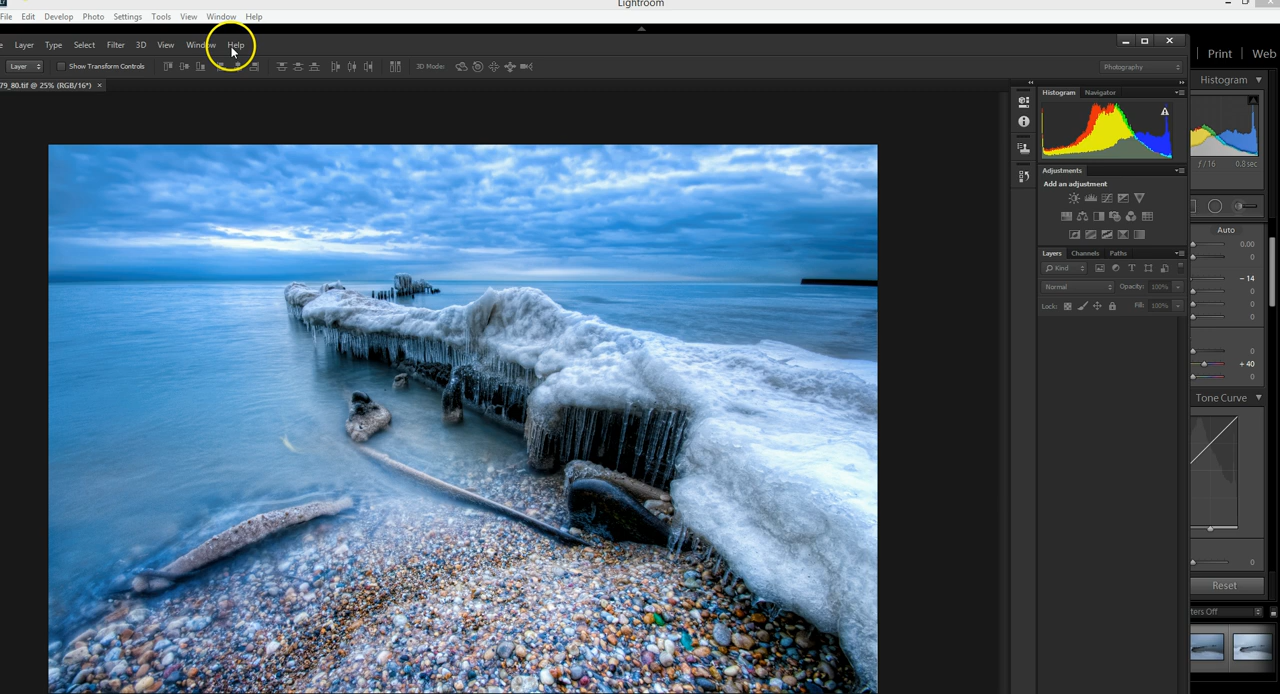 Lightroom
File Edit Develop Photo Settings Tools View Window Help
Layer Type Select Filter 3D View Window Help
Print Web
Layer Show Transform Controls 3D Mode: Photography
79_80.tif @ 25% (RGB/16*) ×
Histogram Navigator
Histogram
f/16 0.8 sec
Adjustments
Add an adjustment
Auto
0.00
Layers Channels Paths
0
Kind
- 14
Normal Opacity: 100%
0
Lock: Fill: 100%
0
0
0
+ 40
0
Tone Curve
0
Reset
ters Off